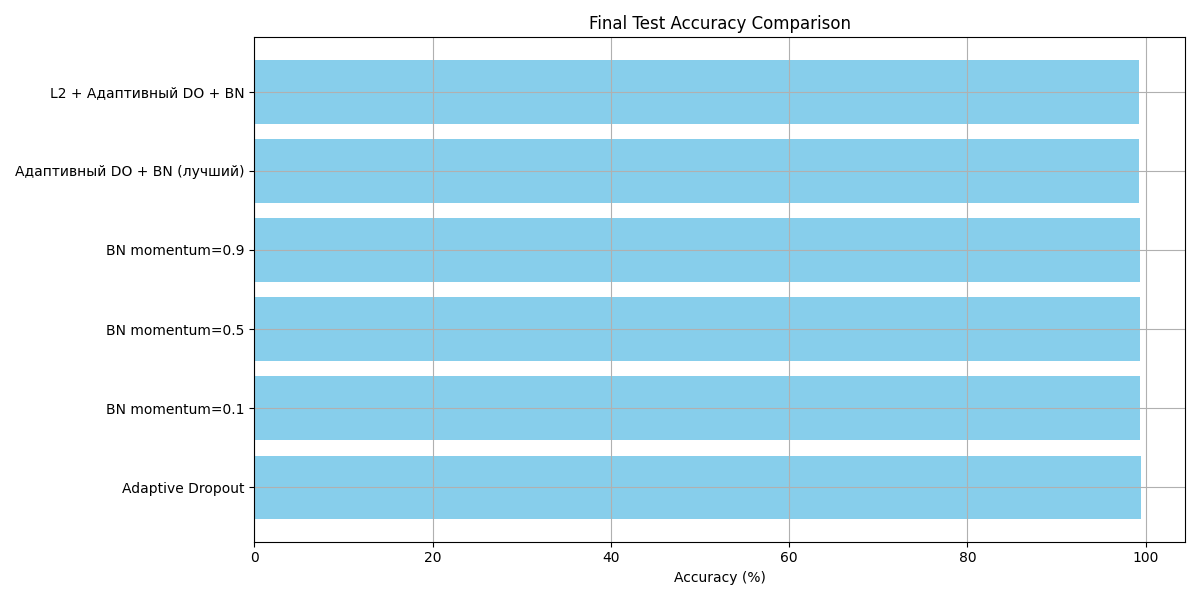 Final Test Accuracy Comparison
L2 + Адаптивный DO + BN
Адаптивный DO + BN (лучший)
BN momentum=0.9
BN momentum=0.5
BN momentum=0.1
Adaptive Dropout
0 20 40 60 80 100
Accuracy (%)